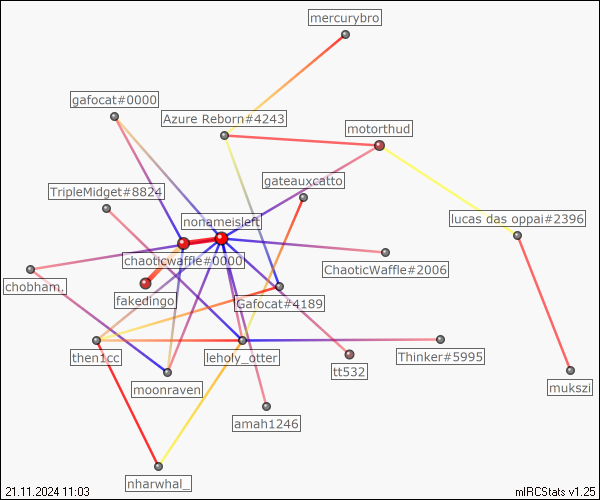 mercurybro
gafocat#0000
Azure Reborn#4243
motorthud
gateauxcatto
TripleMidget#8824
nonameisleft
lucas das oppai#2396
chaoticwaffle#0000
ChaoticWaffle#2006
chobham.
fakedingo
Gafocat#4189
then1cc
leholy_otter
Thinker#5995
tt532
moonraven
mukszi
amah1246
nharwhal_
21.11.2024 11:03
mIRCStats v1.25